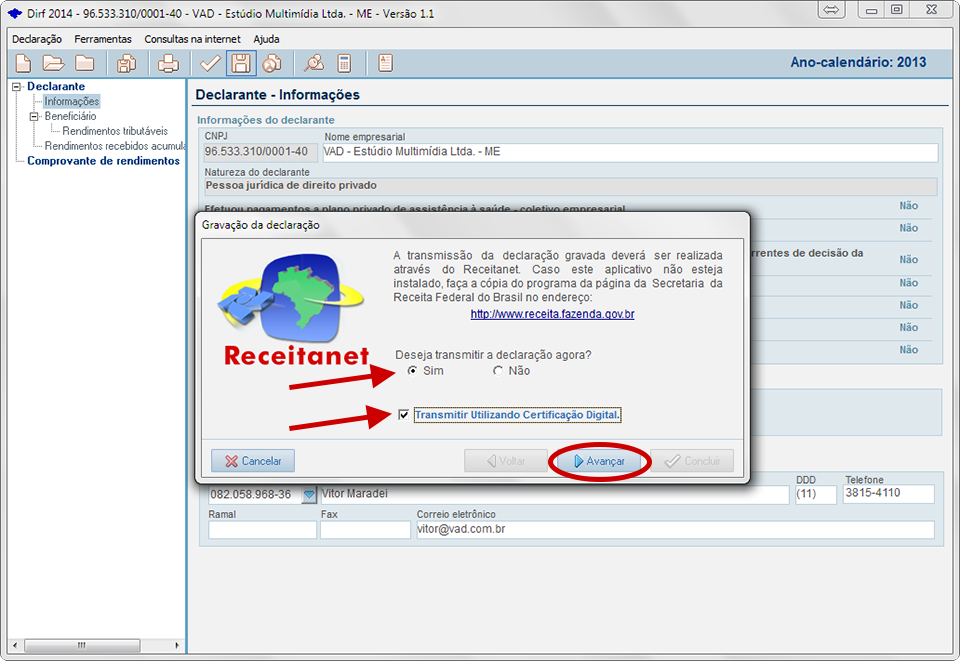 Dirf 2014 - 96.533.310/0001-40 - VAD - Estúdio Multimídia Ltda. - ME - Versão 1.1
Declaração Ferramentas Consultas na internet Ajuda
Ano-calendário: 2013
Declarante
Informações
Beneficiário
Rendimentos tributáveis
Rendimentos recebidos acumula
Comprovante de rendimentos
Declarante - Informações
Informações do declarante
CNPJ Nome empresarial
96.533.310/0001-40 VAD - Estúdio Multimídia Ltda. - ME
Natureza do declarante
Pessoa jurídica de direito privado
Efetuou pagamentos a plano privado de assistência à saúde - coletivo empresarial Não
Não
rrentes de decisão da
Não
Não
Não
Não
Não
Gravação da declaração
A transmissão da declaração gravada deverá ser realizada
através do Receitanet. Caso este aplicativo não esteja
instalado, faça a cópia do programa da página da Secretaria da
Receita Federal do Brasil no endereço:
http://www.receita.fazenda.gov.br
Receitanet
Deseja transmitir a declaração agora?
Sim Não
Transmitir Utilizando Certificação Digital.
Cancelar Voltar Avançar Concluir
DDD Telefone
082.058.968-36 Vitor Maradei (11) 3815-4110
Ramal Fax Correio eletrônico
vitor@vad.com.br